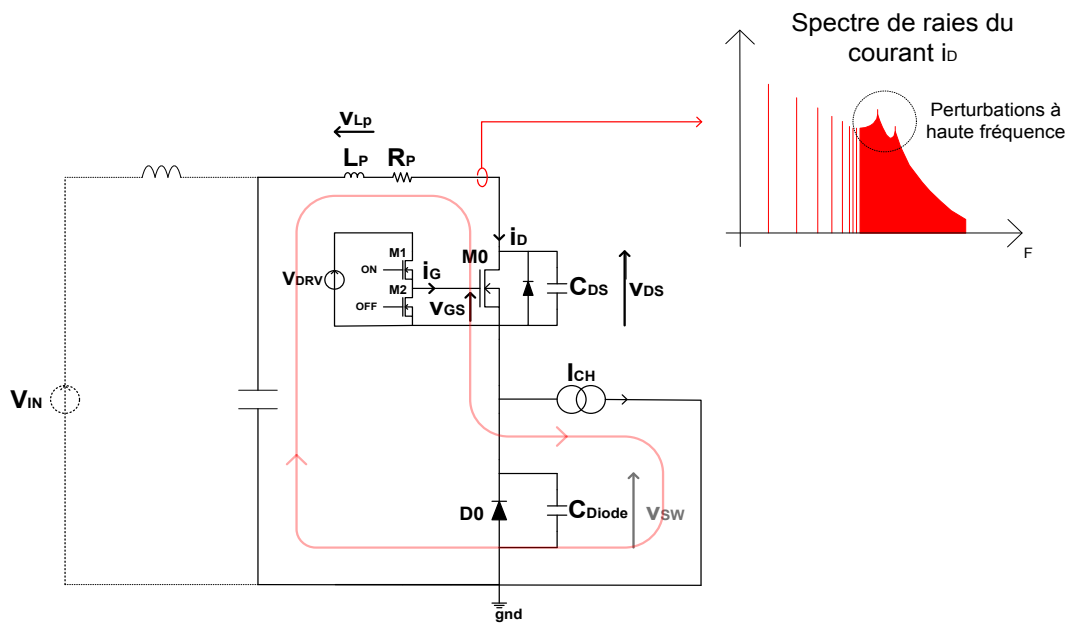 Spectre de raies du
courant iD
Perturbations à
haute fréquence
F
vLp
LP
RP
iD
M0
M1
ON
iG
M2
OFF
VDRV
VGS
CDS
VDS
ICH
VIN
D0
CDiode
VSW
gnd